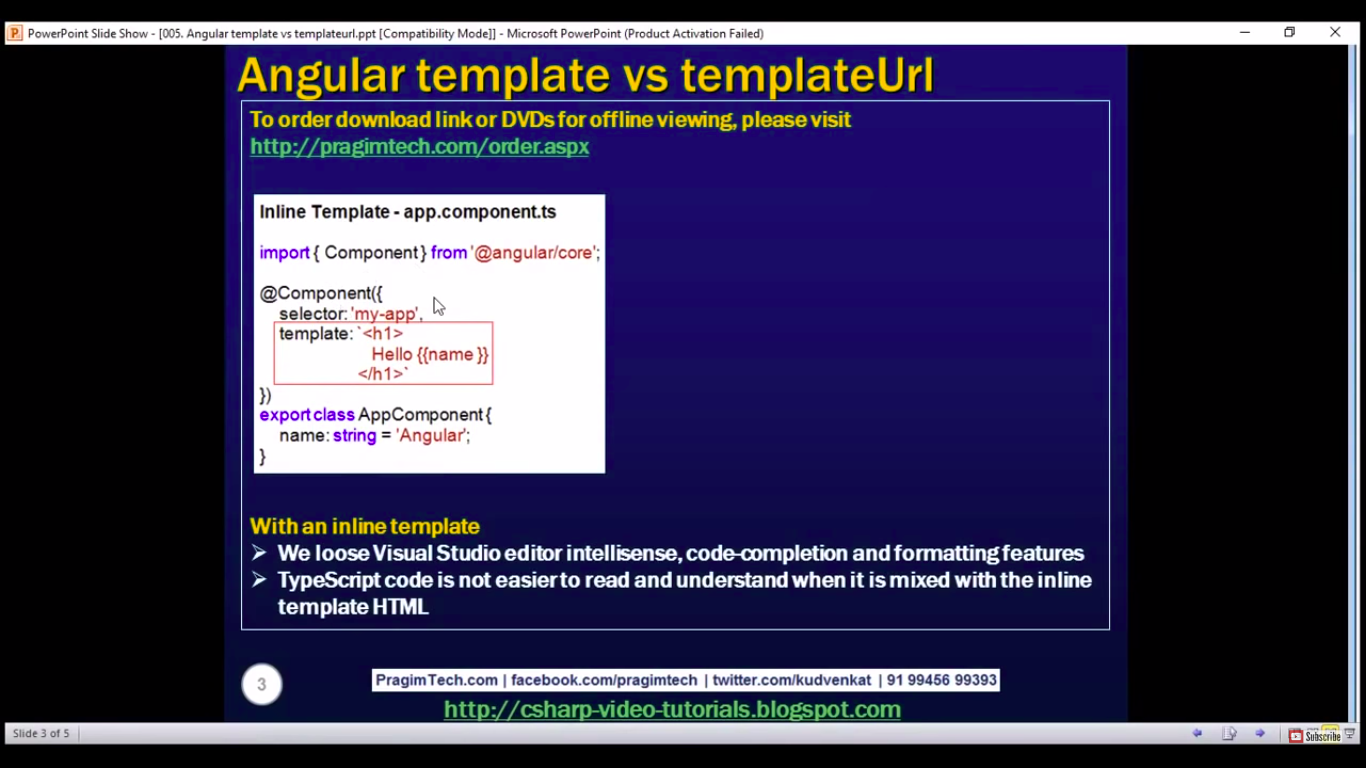 PowerPoint Slide Show - [005. Angular template vs templateurl.ppt [Compatibility Mode]] - Microsoft PowerPoint (Product Activation Failed)
Angular template vs templateUrl
To order download link or DVDs for offline viewing, please visit
http://pragimtech.com/order.aspx
Inline Template - app.component.ts
import { Component } from '@angular/core';
@Component({
selector: 'my-app',
template: `<h1>
Hello {{name }}
</h1>`
})
export class AppComponent {
name: string = 'Angular';
}
With an inline template
We loose Visual Studio editor intellisense, code-completion and formatting features
TypeScript code is not easier to read and understand when it is mixed with the inline
template HTML
3
PragimTech.com | facebook.com/pragimtech | twitter.com/kudvenkat | 91 99456 99393
http://csharp-video-tutorials.blogspot.com
Slide 3 of 5
Subscribe